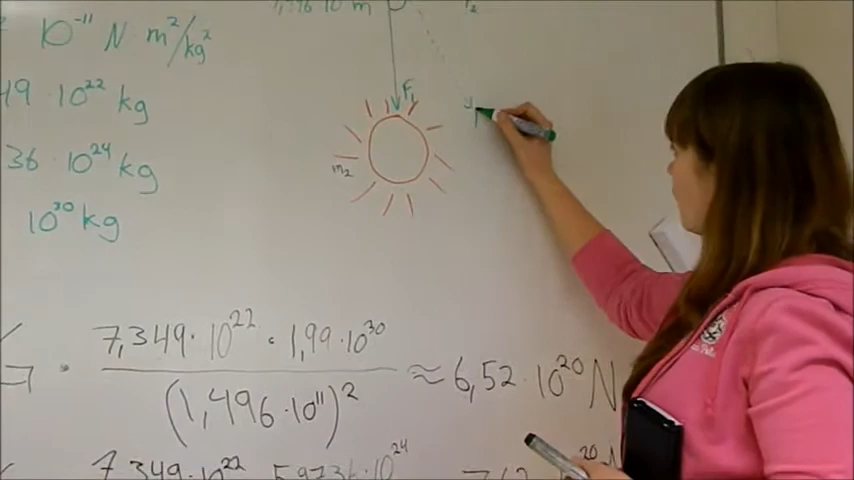 1,496·10 m
r₂
10⁻¹¹ N m²/kg²
49·10²² kg
F₁
36·10²⁴ kg
m₂
10³⁰ kg
G · 7,349·10²² · 1,99·10³⁰ / (1,496·10¹¹)² ≈ 6,52·10²⁰ N
7,349·10²² 5,9736·10²⁴